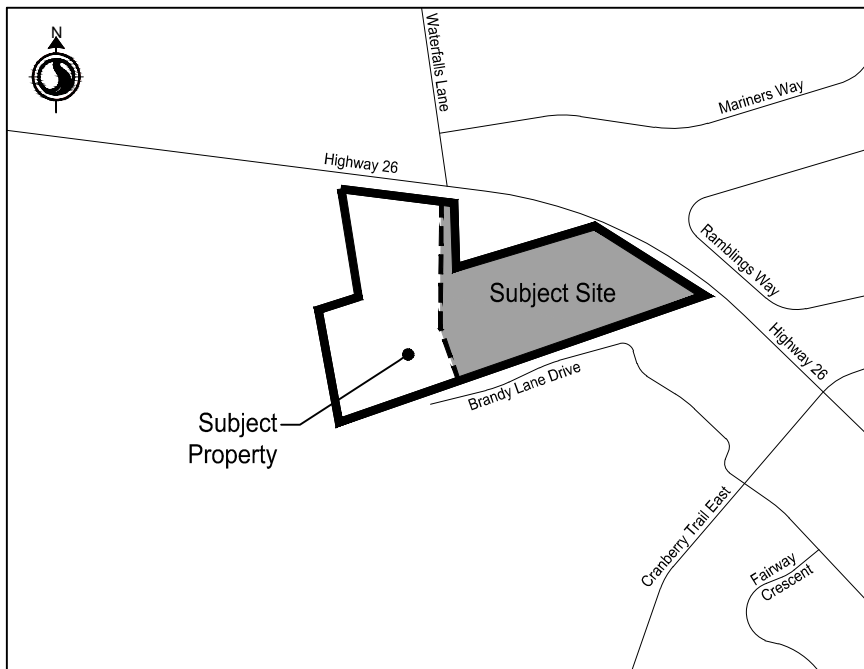 N
Waterfalls Lane
Mariners Way
Highway 26
Ramblings Way
Subject Site
Highway 26
Brandy Lane Drive
Subject
Property
Cranberry Trail East
Fairway
Crescent